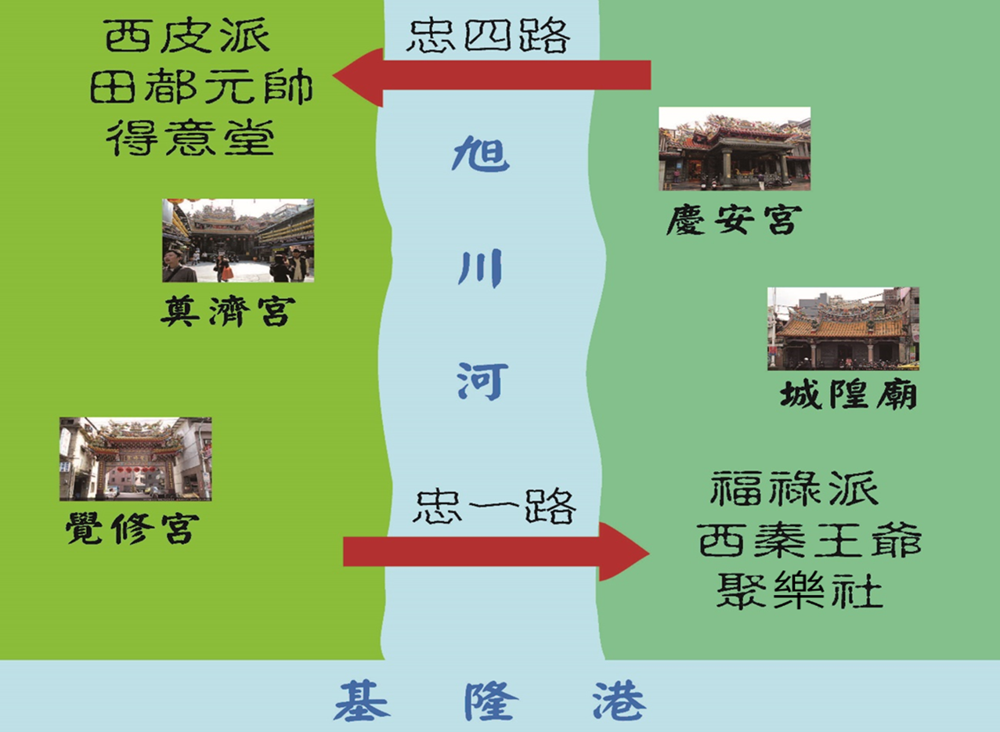 西皮派
田都元帥
得意堂
忠四路
旭川河
慶安宮
奠濟宮
城隍廟
覺修宮
忠一路
福祿派
西秦王爺
聚樂社
基隆港